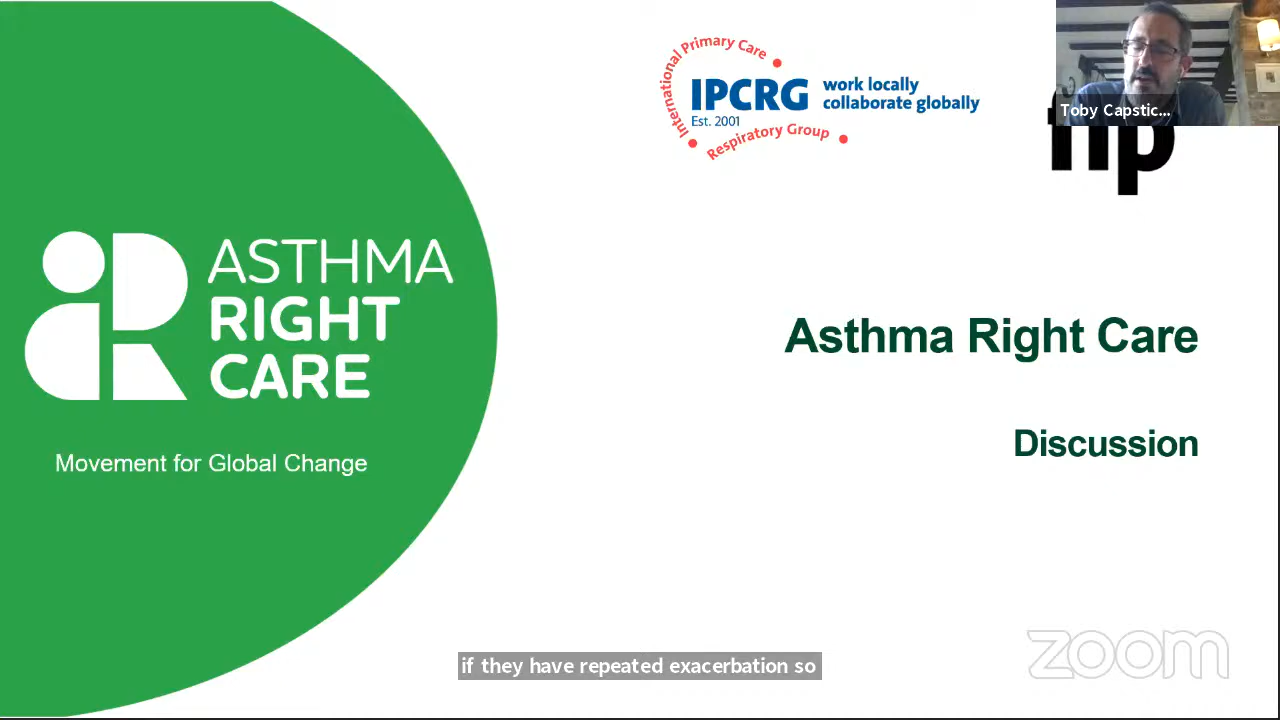 International Primary Care
IPCRG
Est. 2001
Respiratory Group
work locally
collaborate globally
Toby Capstic...
fip
ASTHMA
RIGHT
CARE
Movement for Global Change
Asthma Right Care
Discussion
if they have repeated exacerbation so
zoom